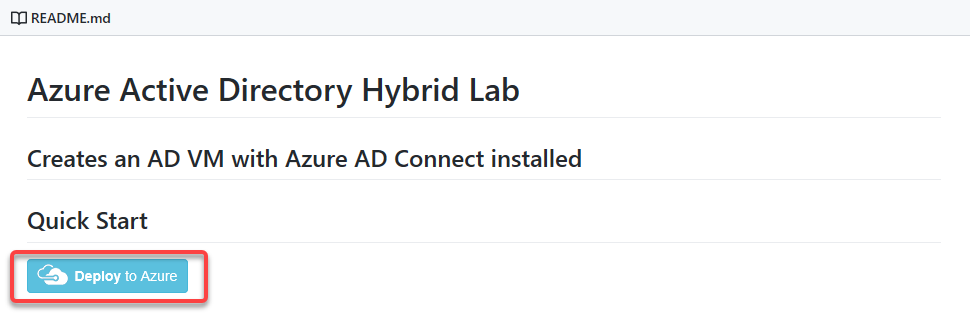 README.md
Azure Active Directory Hybrid Lab
Creates an AD VM with Azure AD Connect installed
Quick Start
Deploy to Azure